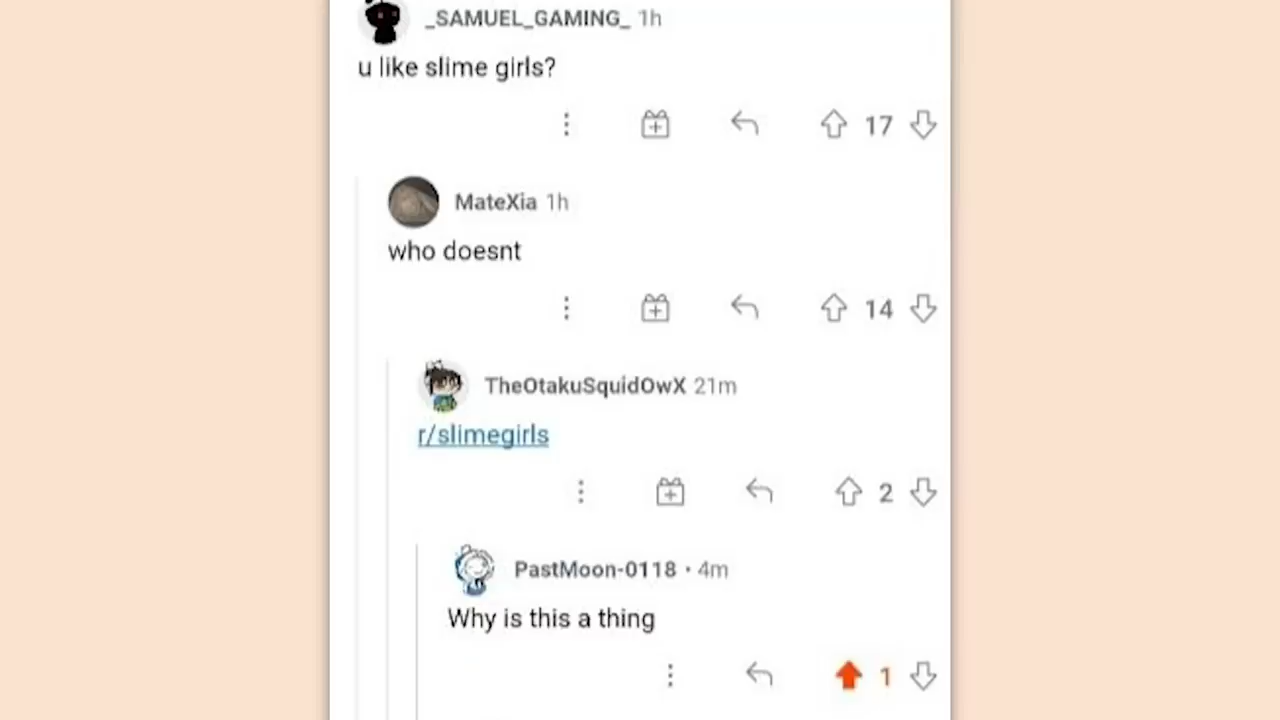 _SAMUEL_GAMING_ 1h
u like slime girls?
17
MateXia 1h
who doesnt
14
TheOtakuSquidOwX 21m
r/slimegirls
2
PastMoon-0118 · 4m
Why is this a thing
1